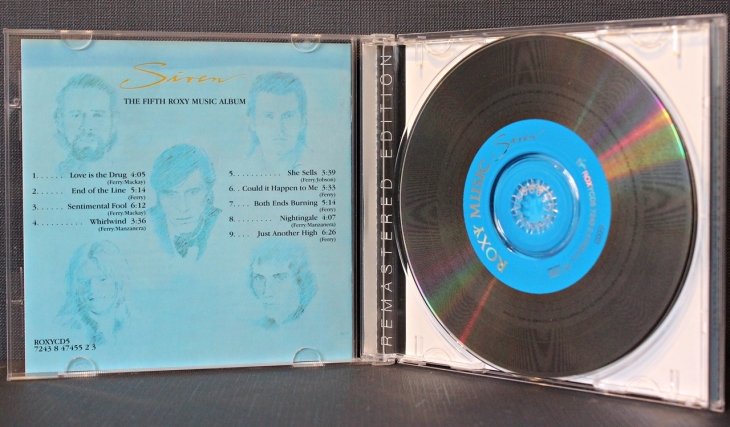 Siren
THE FIFTH ROXY MUSIC ALBUM
1. . . . . . Love is the Drug 4:05
(Ferry/Mackay)
2. . . . . . End of the Line 5:14
(Ferry)
3. . . . . . Sentimental Fool 6:12
(Ferry/Mackay)
4. . . . . . Whirlwind 3:36
(Ferry/Manzanera)
5. . . . . . . . . . She Sells 3:39
(Ferry/Jobson)
6. . Could it Happen to Me 3:33
(Ferry)
7. . . . . Both Ends Burning 5:14
(Ferry)
8. . . . . . . . . Nightingale 4:07
(Ferry/Manzanera)
9. . . . Just Another High 6:26
(Ferry)
ROXYCD5
7243 8 47455 2 3
REMASTERED EDITION
ROXY MUSIC Siren